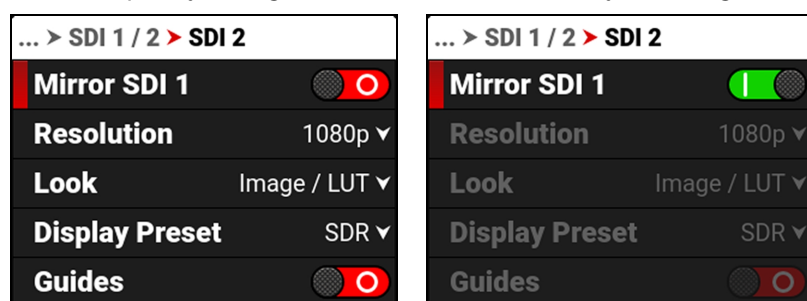 ... > SDI 1 / 2 > SDI 2
Mirror SDI 1
Resolution 1080p
Look Image / LUT
Display Preset SDR
Guides
... > SDI 1 / 2 > SDI 2
Mirror SDI 1
Resolution 1080p
Look Image / LUT
Display Preset SDR
Guides